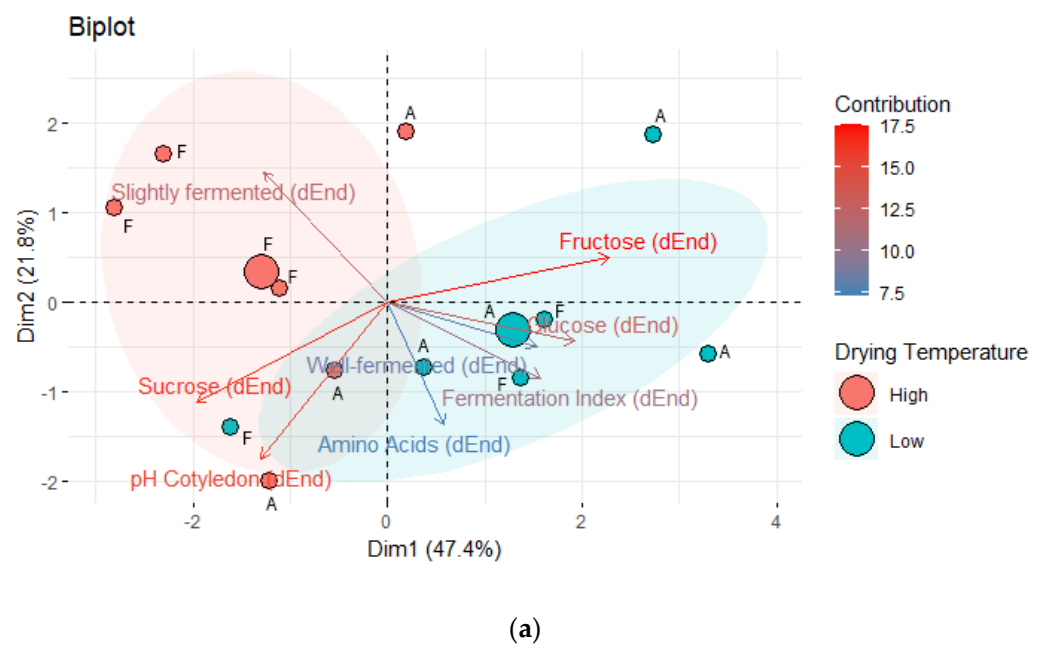 Biplot
Contribution
17.5
15.0
12.5
10.0
7.5
Drying Temperature
High
Low
Dim2 (21.8%)
2
1
0
-1
-2
-2
0
2
4
Dim1 (47.4%)
A
A
F
F
Slightly fermented (dEnd)
F
F
Fructose (dEnd)
A
F
Glucose (dEnd)
A
A
Well-fermented (dEnd)
F
Sucrose (dEnd)
A
Fermentation Index (dEnd)
F
Amino Acids (dEnd)
pH Cotyledon (dEnd)
A
(a)